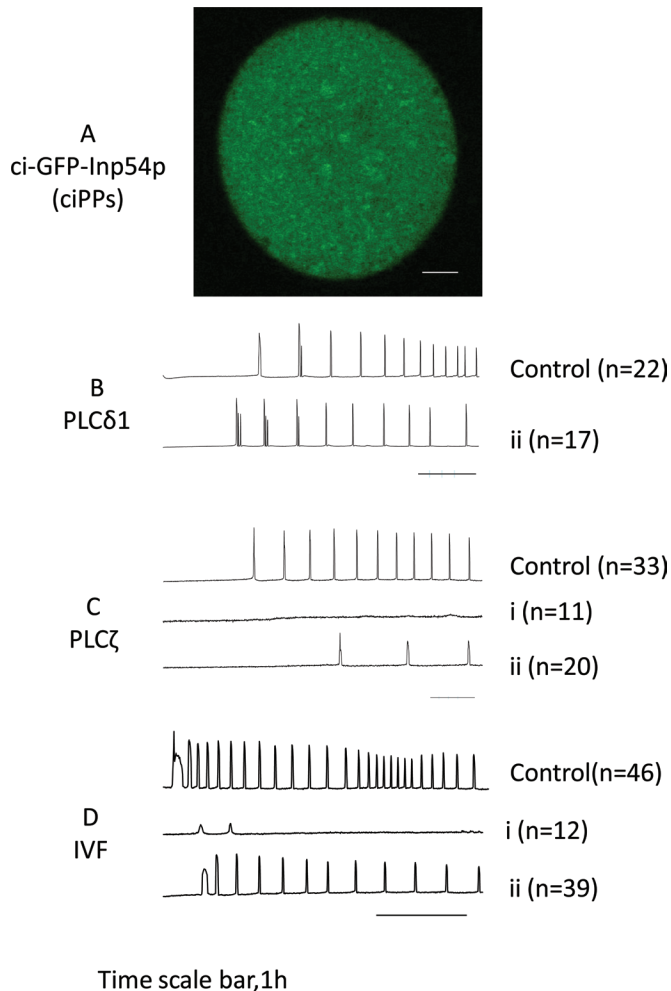 A
ci-GFP-Inp54p
(ciPPs)
B
PLCδ1
Control (n=22)
ii (n=17)
C
PLCζ
Control (n=33)
i (n=11)
ii (n=20)
D
IVF
Control(n=46)
i (n=12)
ii (n=39)
Time scale bar,1h